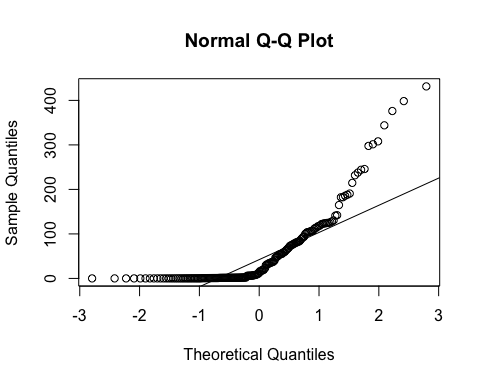 Normal Q-Q Plot
Sample Quantiles
400
300
200
100
0
-3 -2 -1 0 1 2 3
Theoretical Quantiles